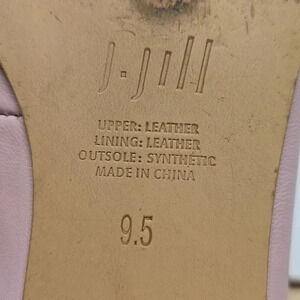 j.jill
UPPER: LEATHER
LINING: LEATHER
OUTSOLE: SYNTHETIC
MADE IN CHINA
9.5